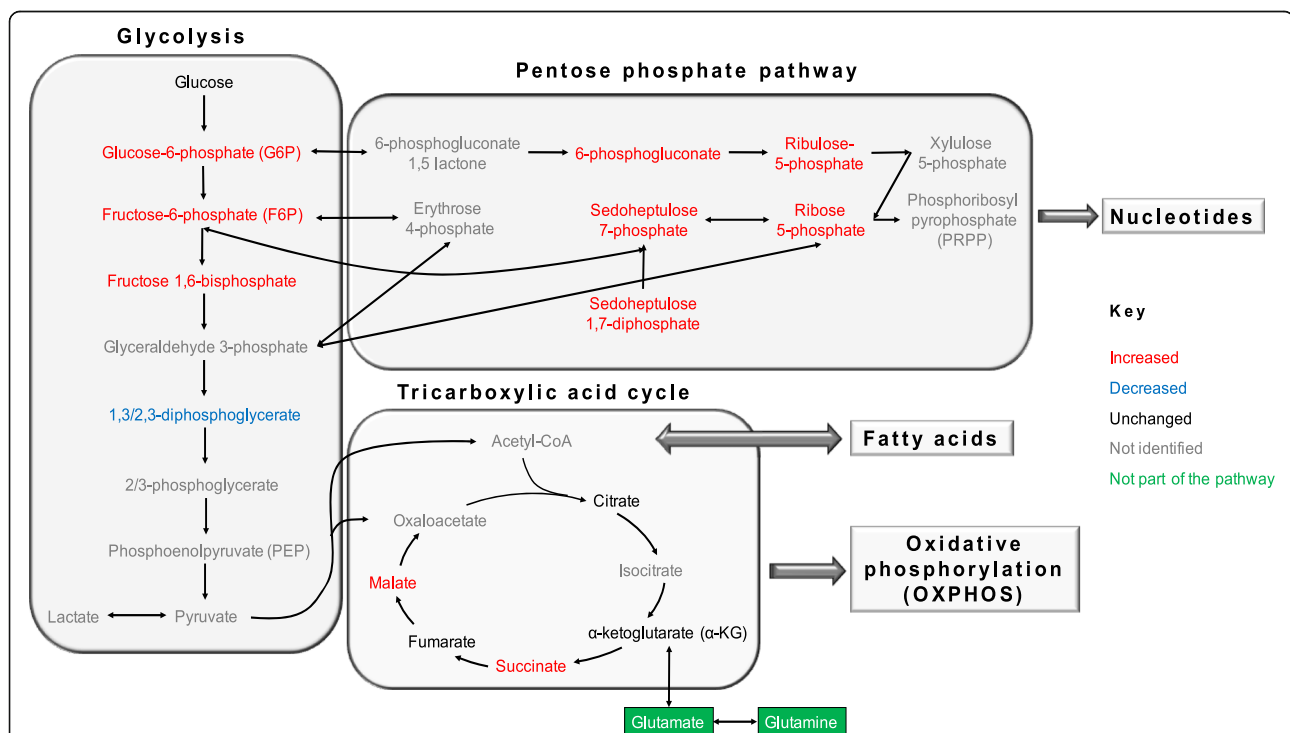 Glycolysis
Glucose
Glucose-6-phosphate (G6P)
Fructose-6-phosphate (F6P)
Fructose 1,6-bisphosphate
Glyceraldehyde 3-phosphate
1,3/2,3-diphosphoglycerate
2/3-phosphoglycerate
Phosphoenolpyruvate (PEP)
Lactate
Pyruvate
Pentose phosphate pathway
6-phosphogluconate
1,5 lactone
6-phosphogluconate
Ribulose-
5-phosphate
Xylulose
5-phosphate
Erythrose
4-phosphate
Sedoheptulose
7-phosphate
Ribose
5-phosphate
Phosphoribosyl
pyrophosphate
(PRPP)
Sedoheptulose
1,7-diphosphate
Nucleotides
Key
Increased
Decreased
Unchanged
Not identified
Not part of the pathway
Tricarboxylic acid cycle
Acetyl-CoA
Citrate
Oxaloacetate
Isocitrate
Malate
α-ketoglutarate (α-KG)
Fumarate
Succinate
Fatty acids
Oxidative
phosphorylation
(OXPHOS)
Glutamate
Glutamine